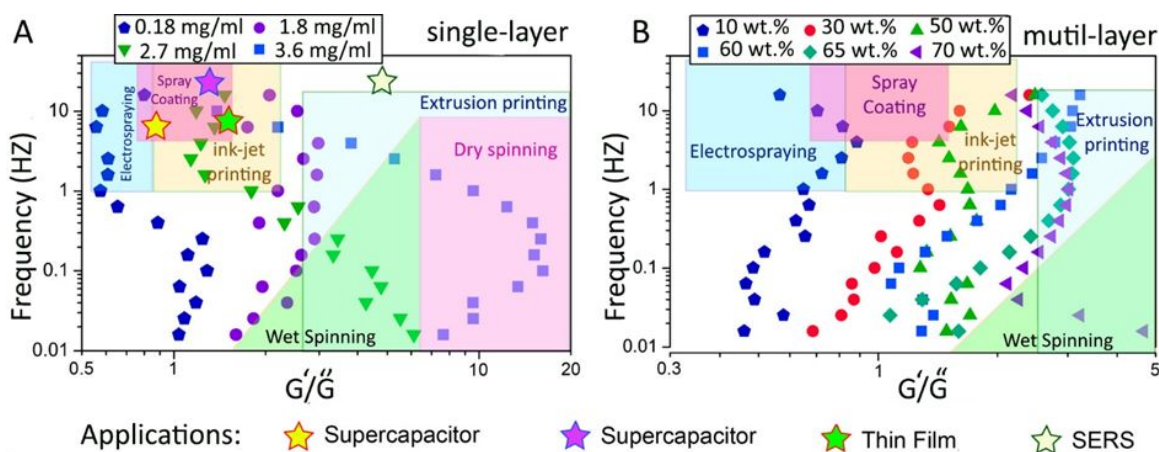 A
0.18 mg/ml 1.8 mg/ml
2.7 mg/ml 3.6 mg/ml
single-layer
Frequency (HZ)
10
1
0.1
0.01
Electrospraying
Spray
Coating
ink-jet
printing
Extrusion printing
Dry spinning
Wet Spinning
0.5 1 10 20
G′/G″
B
10 wt.% 30 wt.% 50 wt.%
60 wt.% 65 wt.% 70 wt.%
mutil-layer
Frequency (HZ)
10
1
0.1
0.01
Electrospraying
Spray
Coating
ink-jet
printing
Extrusion
printing
Wet Spinning
0.3 1 5
G′/G″
Applications: Supercapacitor Supercapacitor Thin Film SERS